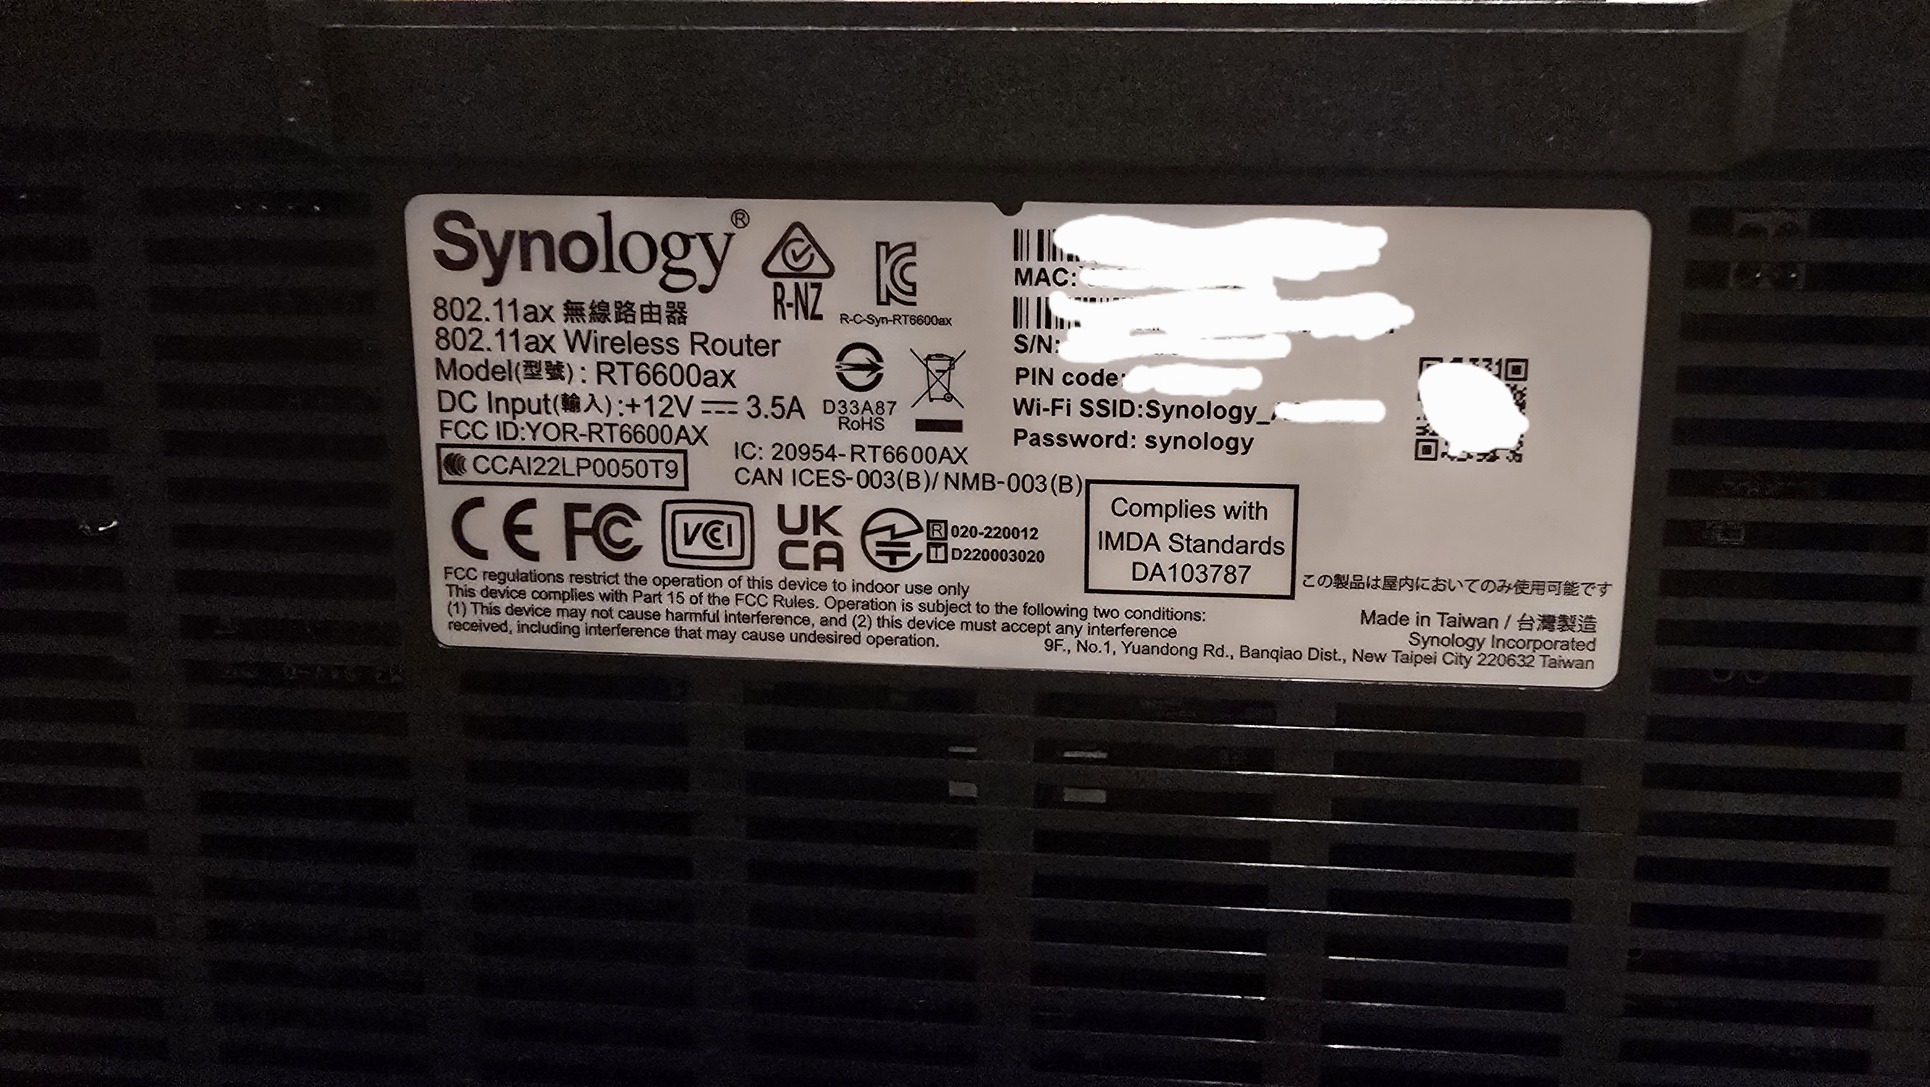 Synology®
R-NZ
R-C-Syn-RT6600ax
802.11ax 無線路由器
802.11ax Wireless Router
Model(型號) : RT6600ax
DC Input(輸入) :+12V 3.5A
D33A87
RoHS
FCC ID:YOR-RT6600AX
IC: 20954-RT6600AX
CCAI22LP0050T9
CAN ICES-003(B)/ NMB-003(B)
MAC:
S/N:
PIN code:
Wi-Fi SSID:Synology_
Password: synology
CE FC VCCI UK CA
R 020-220012
T D220003020
Complies with
IMDA Standards
DA103787
FCC regulations restrict the operation of this device to indoor use only
This device complies with Part 15 of the FCC Rules. Operation is subject to the following two conditions:
(1) This device may not cause harmful interference, and (2) this device must accept any interference
received, including interference that may cause undesired operation.
この製品は屋内においてのみ使用可能です
Made in Taiwan / 台灣製造
Synology Incorporated
9F., No.1, Yuandong Rd., Banqiao Dist., New Taipei City 220632 Taiwan